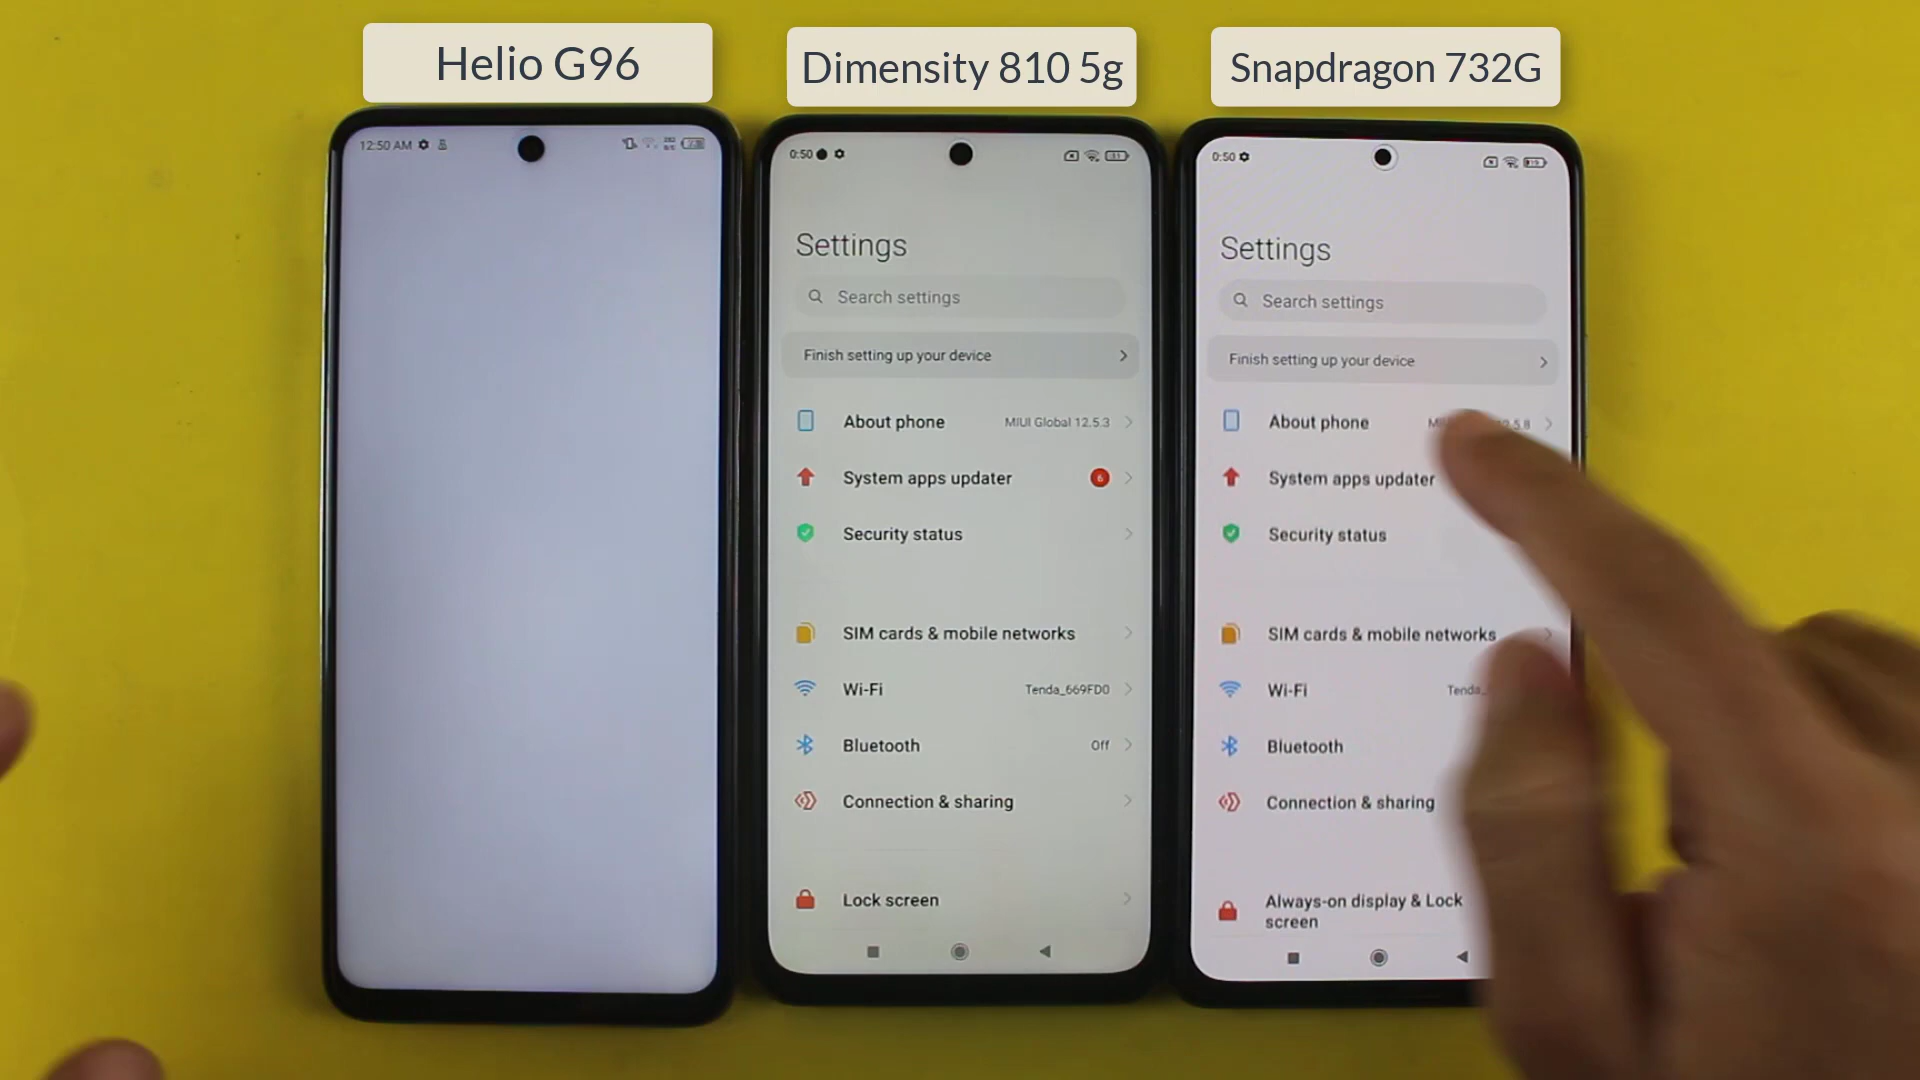 Helio G96
Dimensity 810 5g
Snapdragon 732G
12:50 AM
0:50
0:50
Settings
Search settings
Finish setting up your device
About phone MIUI Global 12.5.3
System apps updater 6
Security status
SIM cards & mobile networks
Wi-Fi Tenda_669FD0
Bluetooth Off
Connection & sharing
Lock screen
Settings
Search settings
Finish setting up your device
About phone
System apps updater
Security status
SIM cards & mobile networks
Wi-Fi Tenda_
Bluetooth
Connection & sharing
Always-on display & Lock
screen